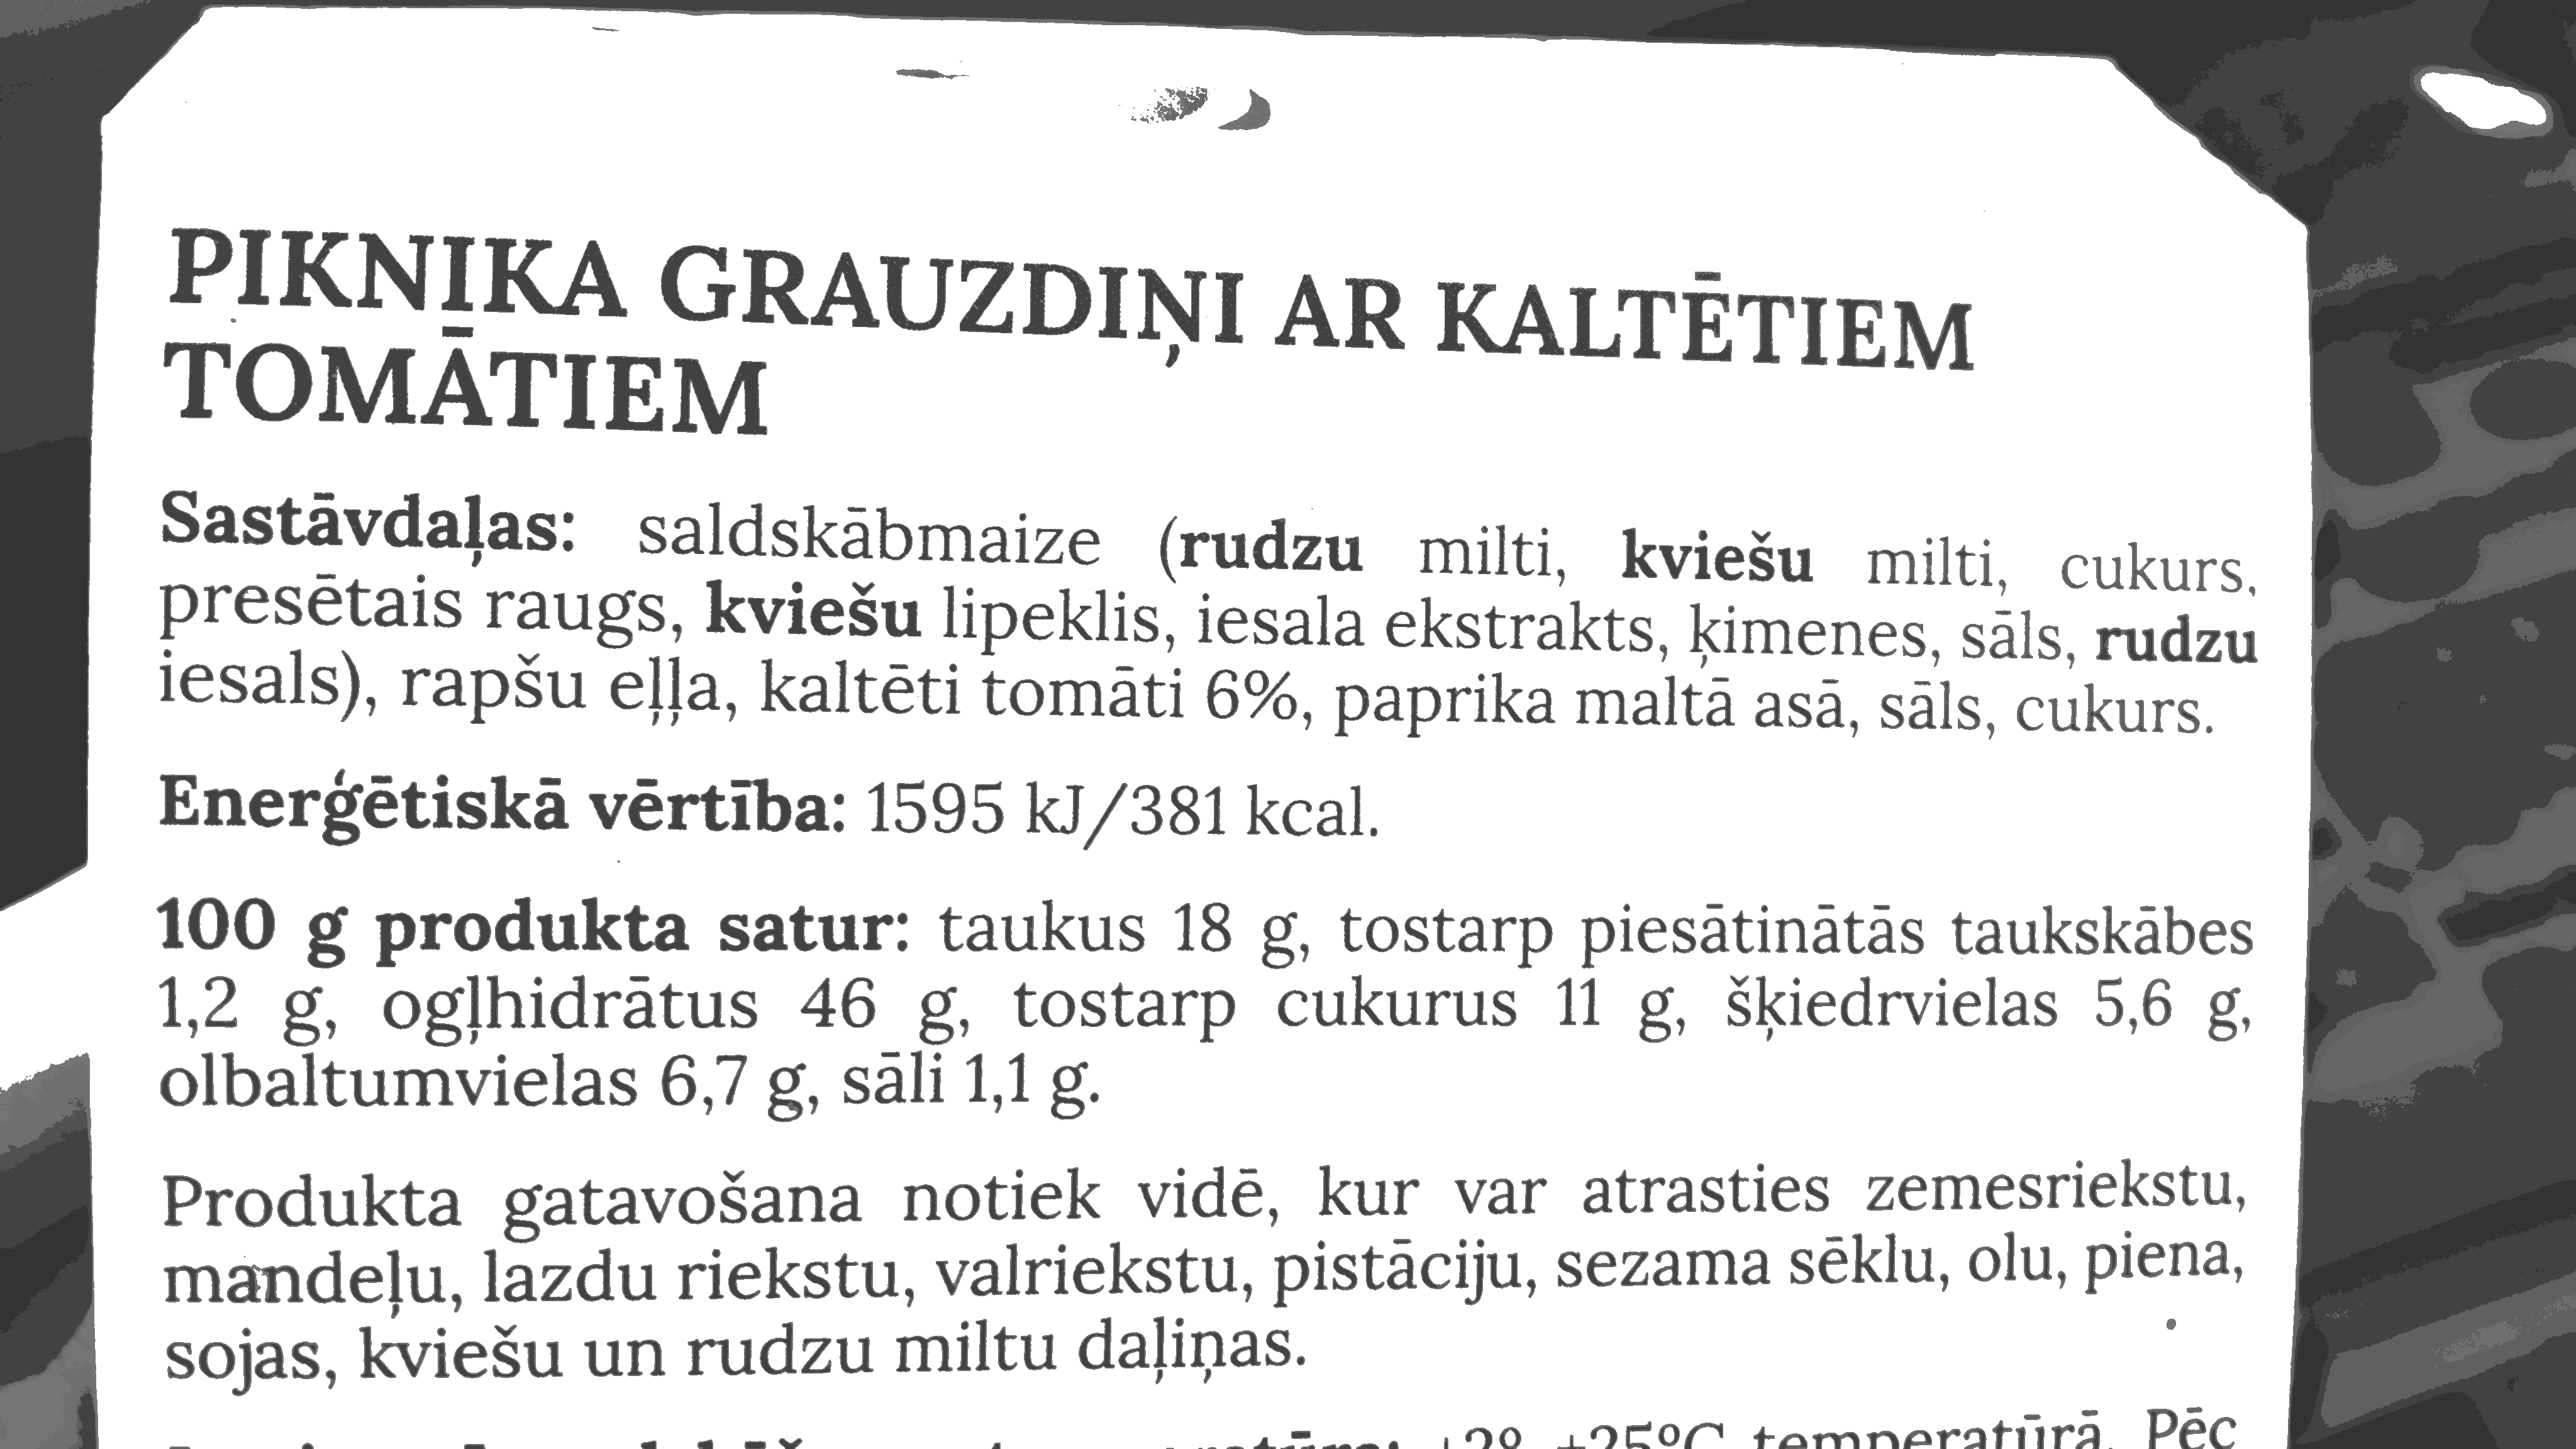 PIKNIKA GRAUZDIŅI AR KALTĒTIEM
TOMĀTIEM
Sastāvdaļas: saldskābmaize (rudzu milti, kviešu milti, cukurs,
presētais raugs, kviešu lipeklis, iesala ekstrakts, ķimenes, sāls, rudzu
iesals), rapšu eļļa, kaltēti tomāti 6%, paprika maltā asā, sāls, cukurs.
Enerģētiskā vērtība: 1595 kJ/381 kcal.
100 g produkta satur: taukus 18 g, tostarp piesātinātās taukskābes
1,2 g, ogļhidrātus 46 g, tostarp cukurus 11 g, šķiedrvielas 5,6 g,
olbaltumvielas 6,7 g, sāli 1,1 g.
Produkta gatavošana notiek vidē, kur var atrasties zemesriekstu,
mandeļu, lazdu riekstu, valriekstu, pistāciju, sezama sēklu, olu, piena,
sojas, kviešu un rudzu miltu daļiņas.
temperatūrā. Pēc